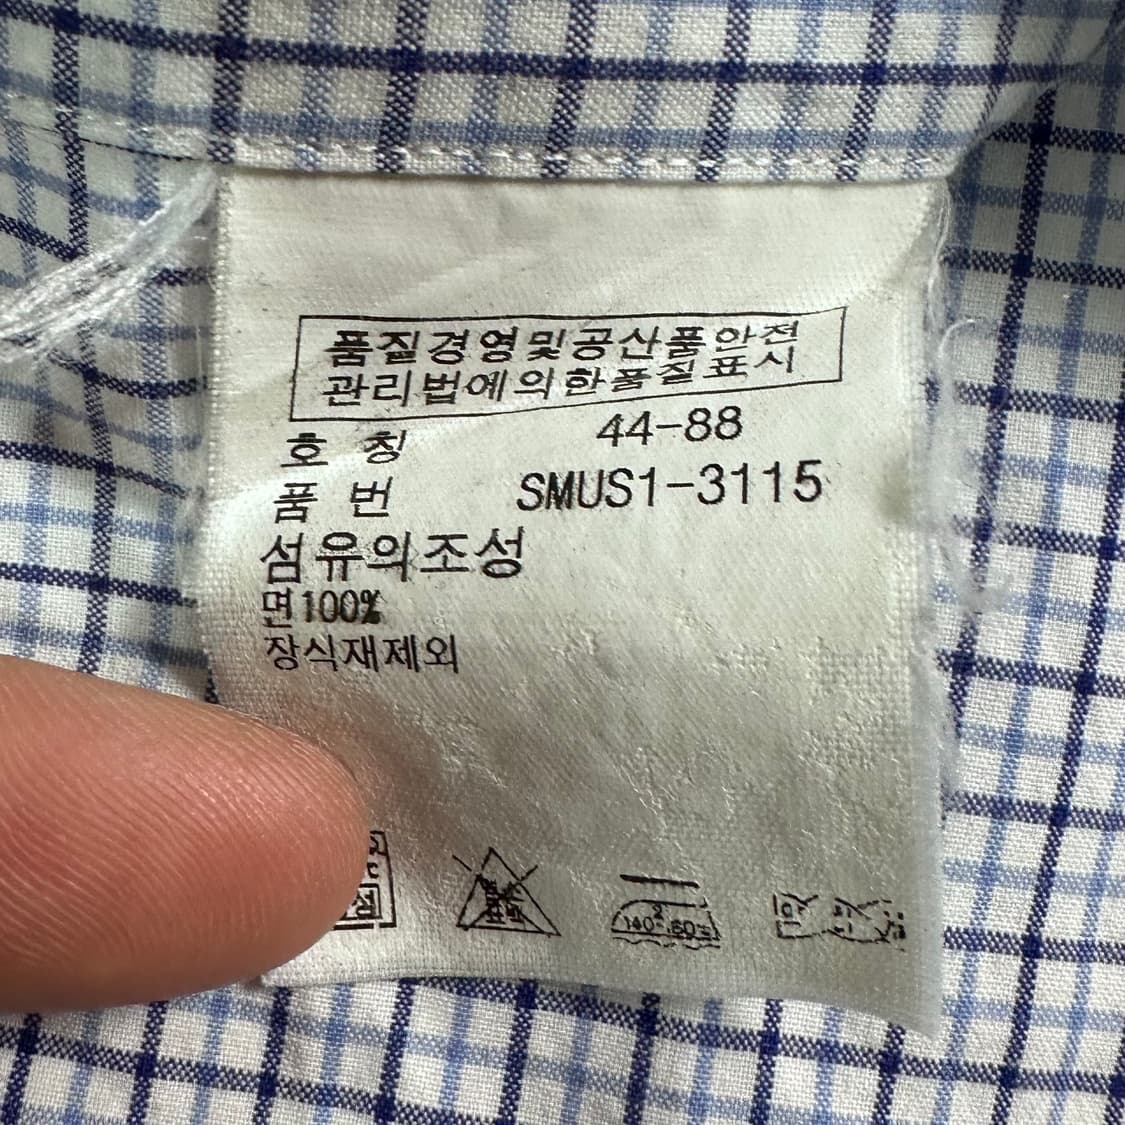 품질경영및공산품안전
관리법에의한품질표시
호 칭 44-88
품 번 SMUS1-3115
섬유의조성
면100%
장식재제외
140~160℃